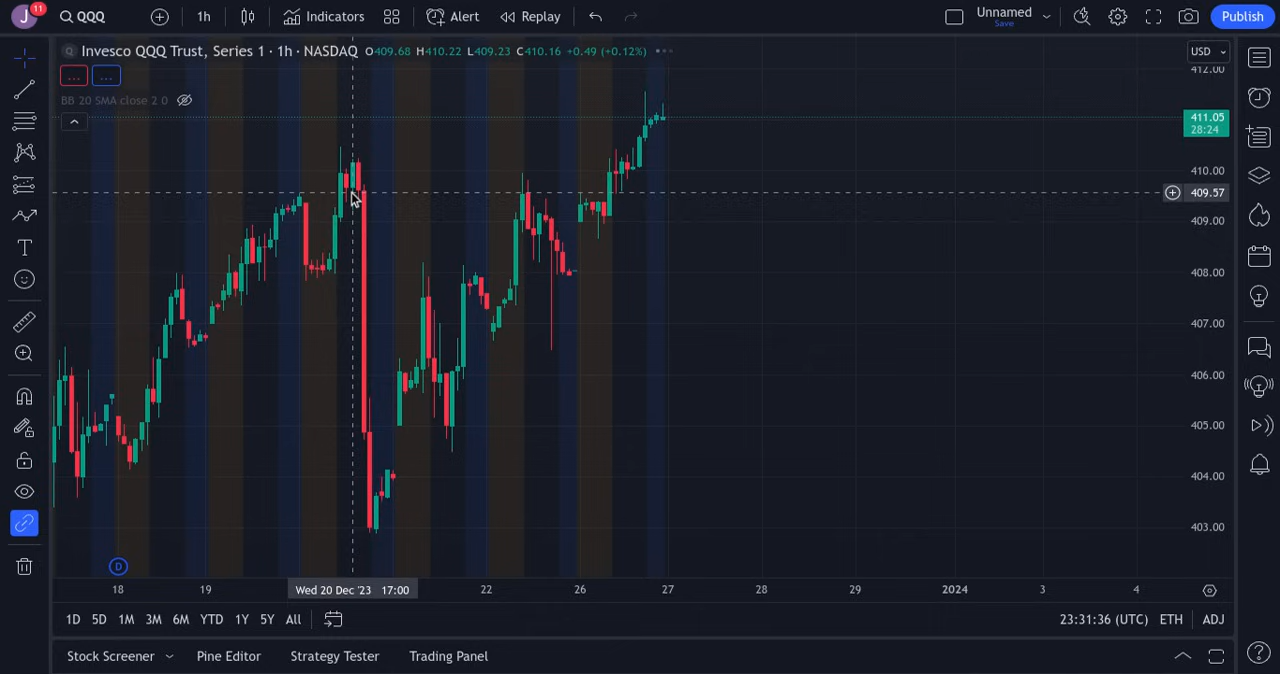 J 11 QQQ 1h Indicators Alert Replay Unnamed Save Publish
Invesco QQQ Trust, Series 1 · 1h · NASDAQ O409.68 H410.22 L409.23 C410.16 +0.49 (+0.12%) USD
412.00
... ...
BB 20 SMA close 2 0
411.05
28:24
410.00
409.57
409.00
408.00
407.00
406.00
405.00
404.00
403.00
D
18 19 Wed 20 Dec '23 17:00 22 26 27 28 29 2024 3 4
1D 5D 1M 3M 6M YTD 1Y 5Y All 23:31:36 (UTC) ETH ADJ
Stock Screener Pine Editor Strategy Tester Trading Panel